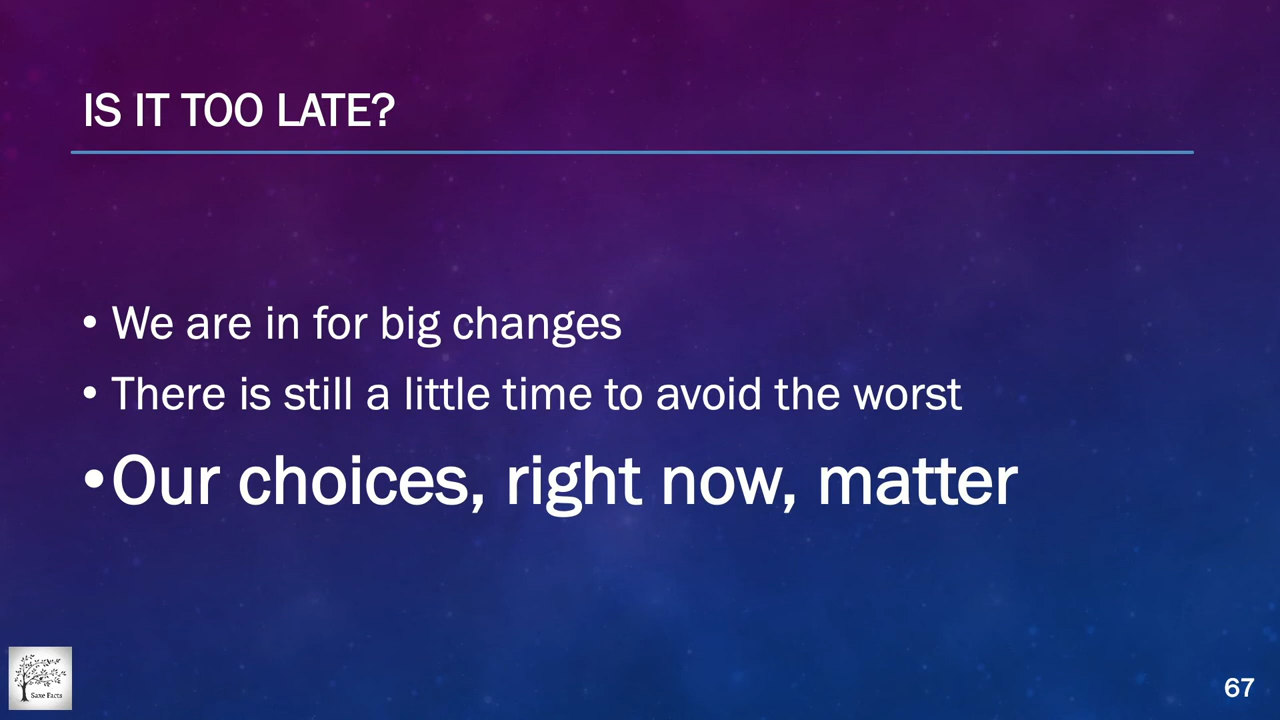 IS IT TOO LATE?
• We are in for big changes
• There is still a little time to avoid the worst
• Our choices, right now, matter
Saxe Facts
67